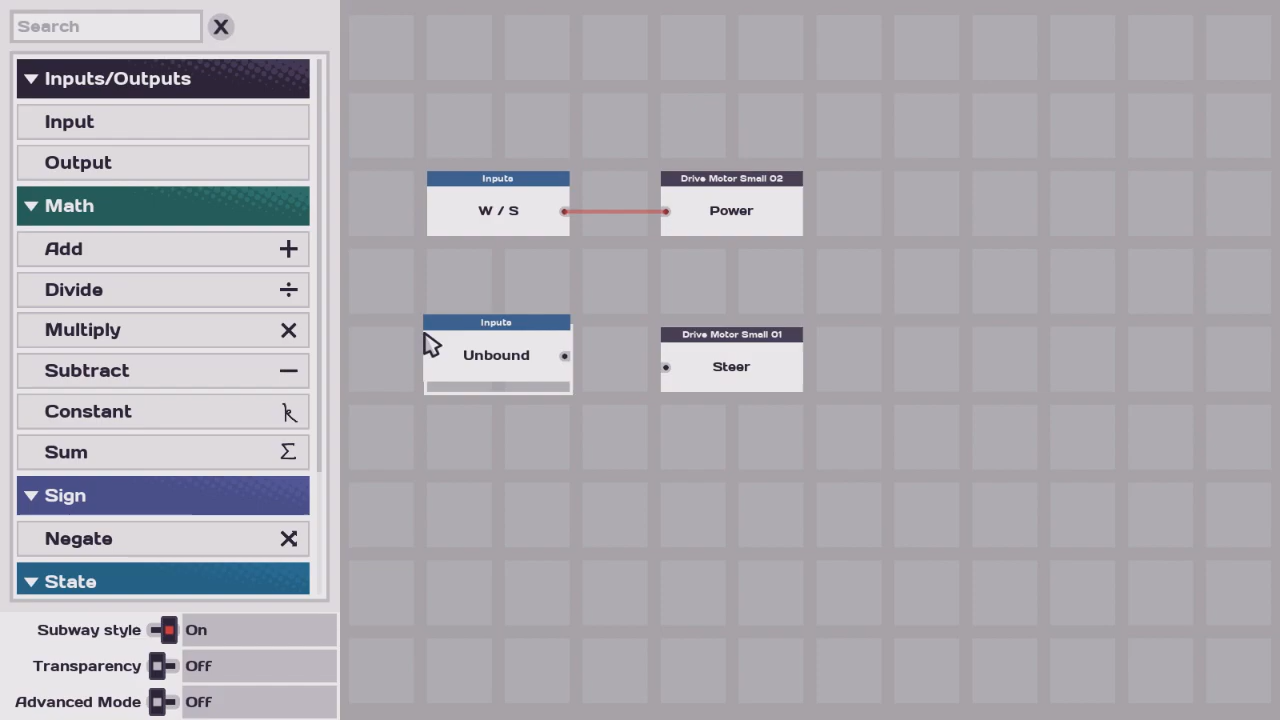 Search
X
Inputs/Outputs
Input
Output
Math
Add +
Divide ÷
Multiply ×
Subtract −
Constant k
Sum Σ
Sign
Negate
State
Subway style On
Transparency Off
Advanced Mode Off
Inputs
W / S
Drive Motor Small 02
Power
Inputs
Unbound
Drive Motor Small 01
Steer